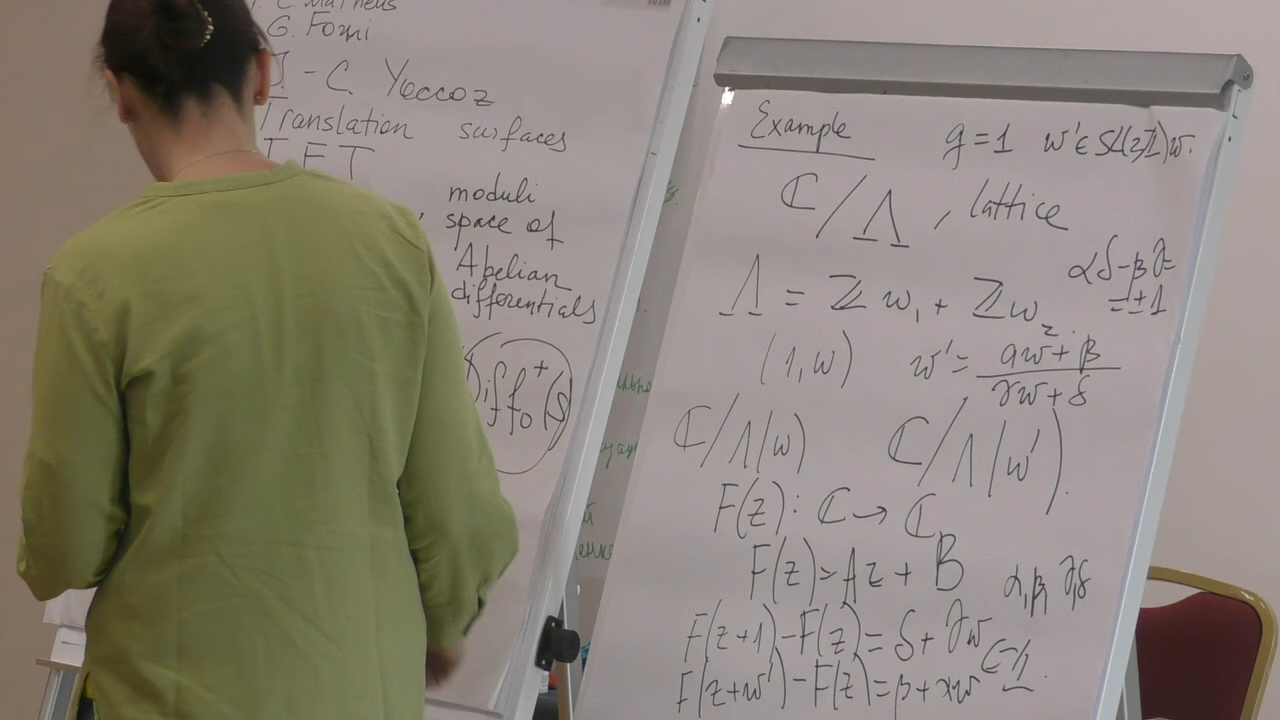 C. Matheus
G. Forni
J. - C. Yoccoz
Translation surfaces
I E T
moduli
space of
Abelian
differentials
Diff₀⁺(S)
Example g = 1 w' ∈ SL(2,ℤ)w.
ℂ/Λ, lattice
αδ - βγ =
= ±1
Λ = ℤw₁ + ℤw₂
(1, w) w' = (αw + β)/(γw + δ)
ℂ/Λ(w) ℂ/Λ(w')
F(z): ℂ → ℂ
F(z) = Az + B α, β, γ, δ
F(z+1) - F(z) = δ + γw ∈ ℤ
F(z+w') - F(z) = β + αw